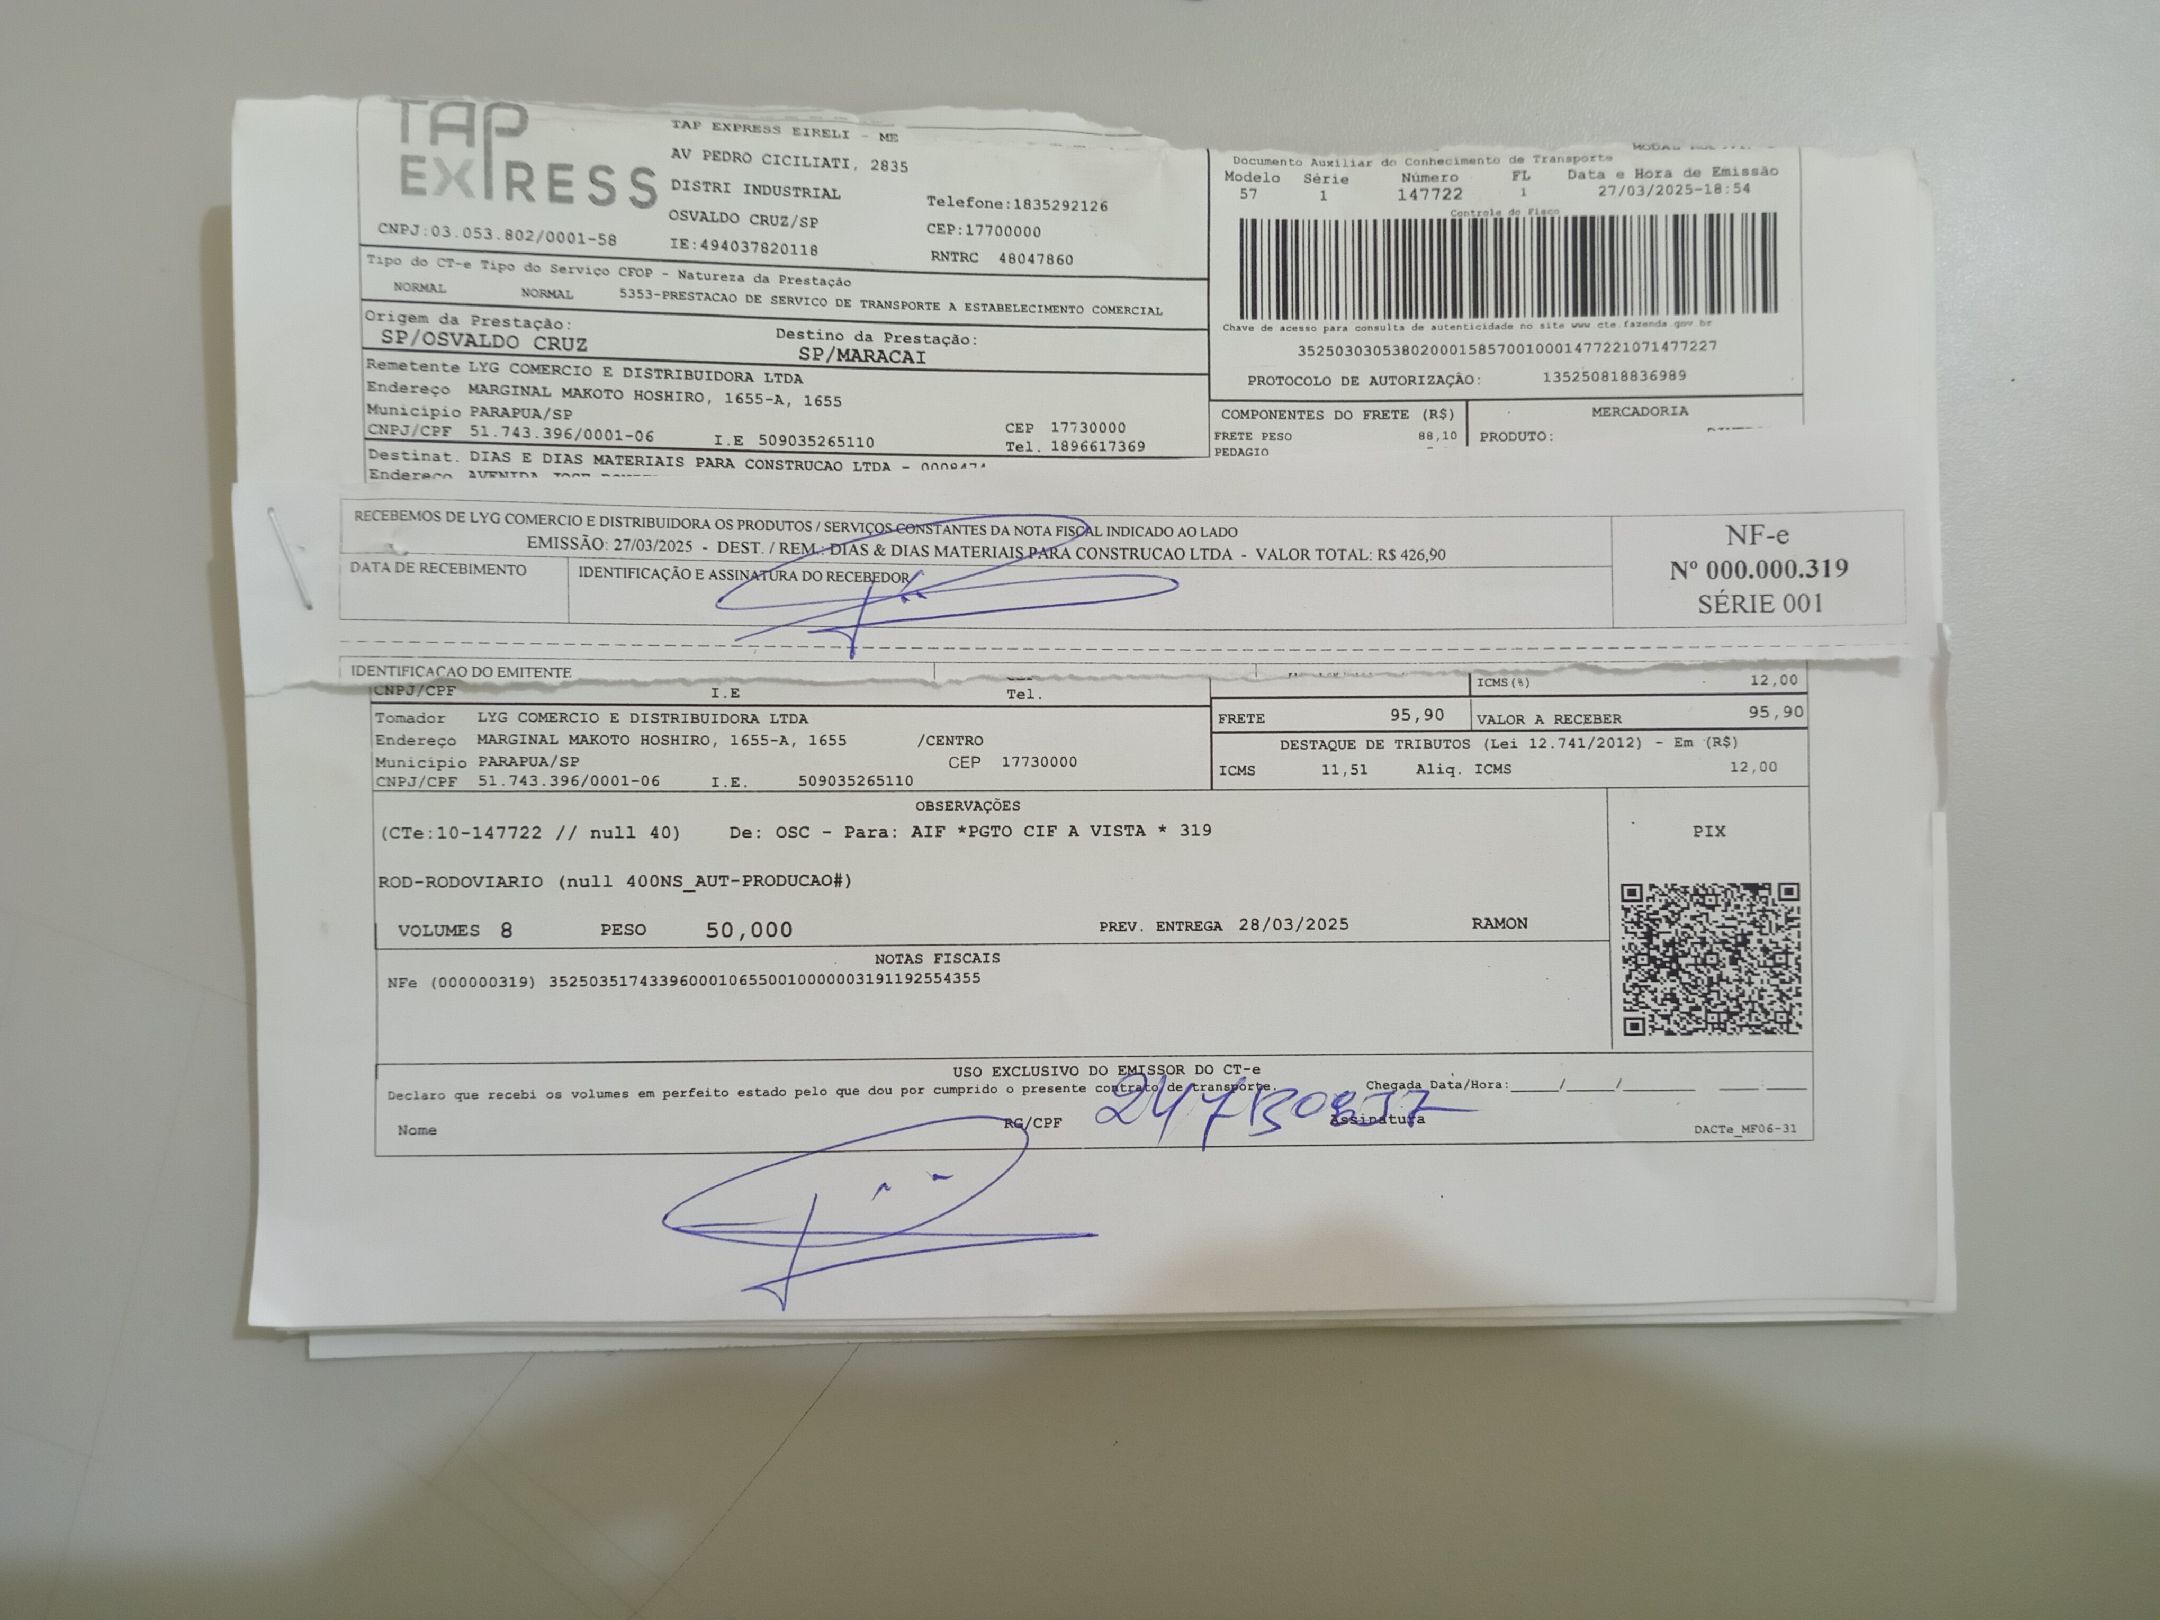 TAP EXPRESS
TAP EXPRESS EIRELI - ME
AV PEDRO CICILIATI, 2835
DISTRI INDUSTRIAL
OSVALDO CRUZ/SP
IE:494037820118
Telefone:1835292126
CEP:17700000
RNTRC 48047860
CNPJ:03.053.802/0001-58
Documento Auxiliar do Conhecimento de Transporte
Modelo Série Número FL Data e Hora de Emissão
57 1 147722 1 27/03/2025-18:54
Controle do Fisco
Chave de acesso para consulta de autenticidade no site www.cte.fazenda.gov.br
35250303053802000158570010001477221071477227
PROTOCOLO DE AUTORIZAÇÃO: 135250818836989
Tipo do CT-e Tipo do Serviço CFOP - Natureza da Prestação
NORMAL NORMAL 5353-PRESTACAO DE SERVICO DE TRANSPORTE A ESTABELECIMENTO COMERCIAL
Origem da Prestação: Destino da Prestação:
SP/OSVALDO CRUZ SP/MARACAI
Remetente LYG COMERCIO E DISTRIBUIDORA LTDA
Endereço MARGINAL MAKOTO HOSHIRO, 1655-A, 1655
Município PARAPUA/SP CEP 17730000
CNPJ/CPF 51.743.396/0001-06 I.E 509035265110 Tel. 1896617369
COMPONENTES DO FRETE (R$) MERCADORIA
FRETE PESO 88,10 PRODUTO:
PEDAGIO
Destinat. DIAS E DIAS MATERIAIS PARA CONSTRUCAO LTDA -
Endereço AVENIDA
RECEBEMOS DE LYG COMERCIO E DISTRIBUIDORA OS PRODUTOS / SERVIÇOS CONSTANTES DA NOTA FISCAL INDICADO AO LADO
EMISSÃO: 27/03/2025 - DEST. / REM.: DIAS & DIAS MATERIAIS PARA CONSTRUCAO LTDA - VALOR TOTAL: R$ 426,90
DATA DE RECEBIMENTO IDENTIFICAÇÃO E ASSINATURA DO RECEBEDOR
NF-e
Nº 000.000.319
SÉRIE 001
IDENTIFICAÇAO DO EMITENTE
CNPJ/CPF I.E Tel.
ICMS(%) 12,00
Tomador LYG COMERCIO E DISTRIBUIDORA LTDA
Endereço MARGINAL MAKOTO HOSHIRO, 1655-A, 1655 /CENTRO
Município PARAPUA/SP CEP 17730000
CNPJ/CPF 51.743.396/0001-06 I.E. 509035265110
FRETE 95,90 VALOR A RECEBER 95,90
DESTAQUE DE TRIBUTOS (Lei 12.741/2012) - Em (R$)
ICMS 11,51 Aliq. ICMS 12,00
OBSERVAÇÕES
(CTe:10-147722 // null 40) De: OSC - Para: AIF *PGTO CIF A VISTA * 319
ROD-RODOVIARIO (null 400NS_AUT-PRODUCAO#)
PIX
VOLUMES 8 PESO 50,000 PREV. ENTREGA 28/03/2025 RAMON
NOTAS FISCAIS
NFe (000000319) 35250351743396000106550010000003191192554355
USO EXCLUSIVO DO EMISSOR DO CT-e
Declaro que recebi os volumes em perfeito estado pelo que dou por cumprido o presente contrato de transporte. Chegada Data/Hora:_____/_____/_______ ____:____
Nome RG/CPF Assinatura
DACTe_MF06-31